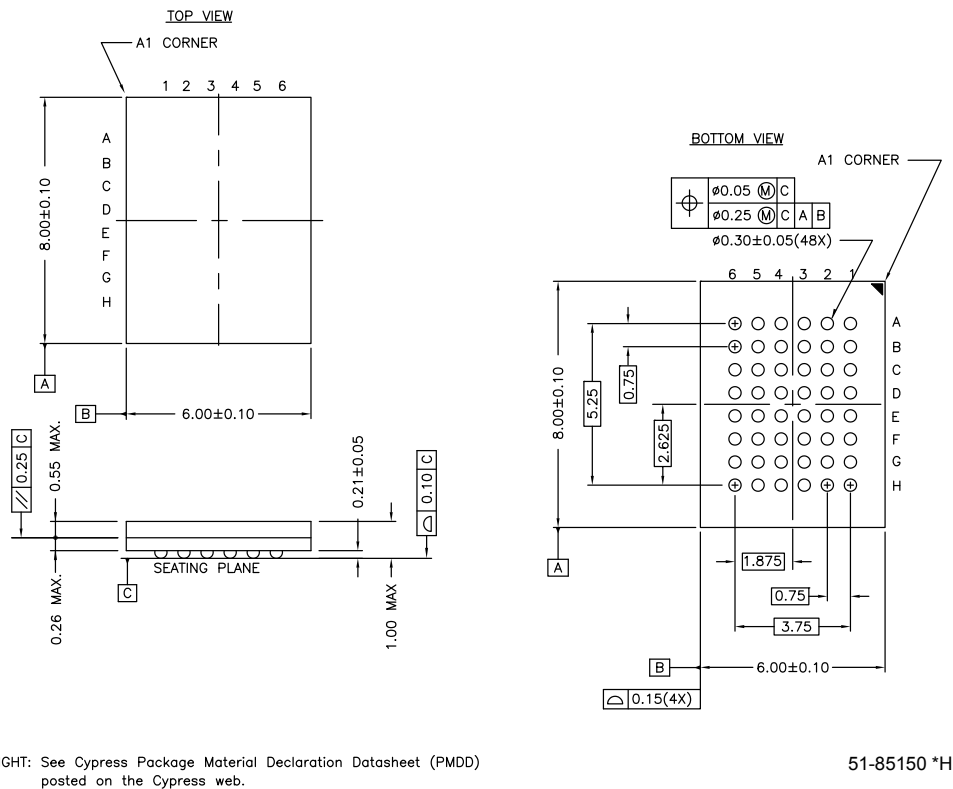 TOP VIEW
A1 CORNER
1 2 3 4 5 6
A
B
C
D
E
F
G
H
8.00±0.10
A
B
6.00±0.10
// 0.25 C
0.55 MAX.
0.21±0.05
⌓ 0.10 C
SEATING PLANE
C
0.26 MAX.
1.00 MAX
BOTTOM VIEW
A1 CORNER
⌖ ø0.05 Ⓜ C
ø0.25 Ⓜ C A B
ø0.30±0.05(48X)
6 5 4 3 2 1
A
B
C
D
E
F
G
H
8.00±0.10
5.25
0.75
2.625
A
1.875
0.75
3.75
B
6.00±0.10
⌓ 0.15(4X)
GHT: See Cypress Package Material Declaration Datasheet (PMDD)
posted on the Cypress web.
51-85150 *H